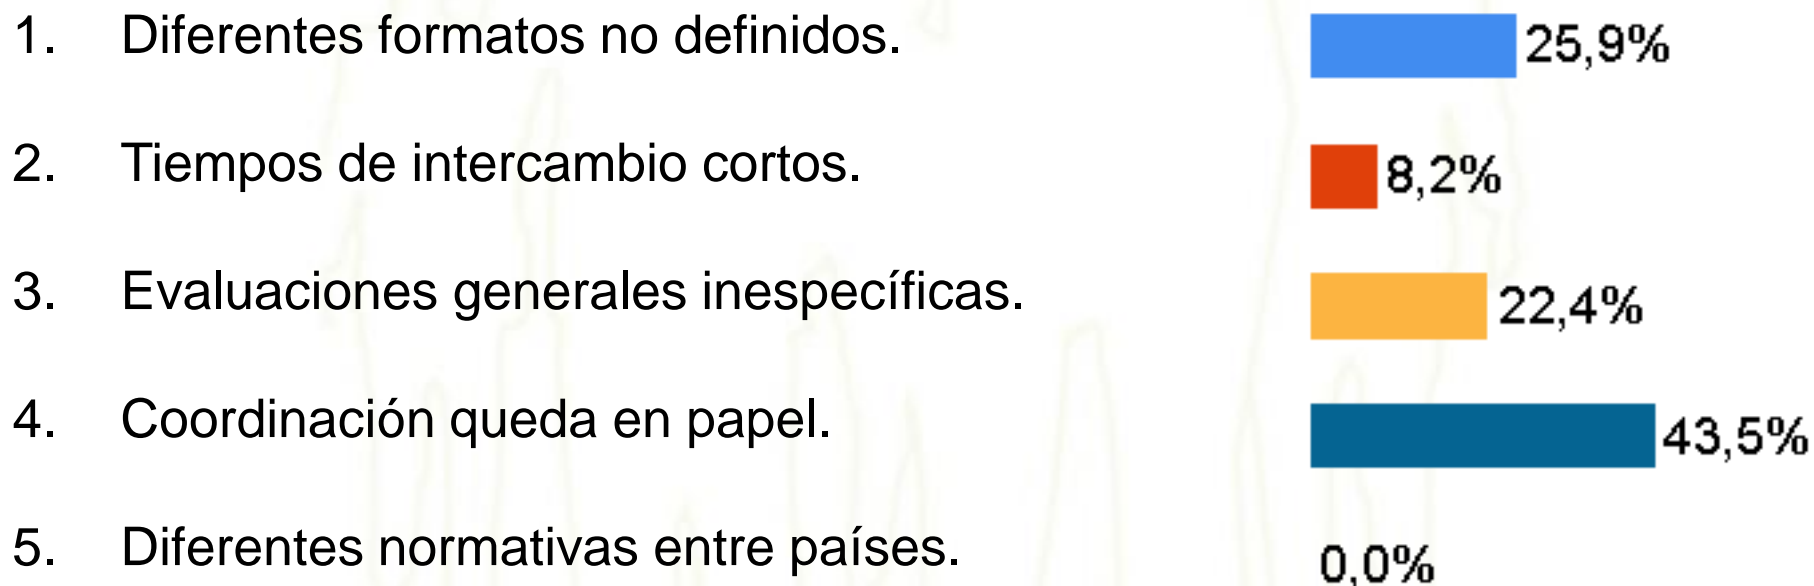 1. Diferentes formatos no definidos. 25,9%
2. Tiempos de intercambio cortos. 8,2%
3. Evaluaciones generales inespecíficas. 22,4%
4. Coordinación queda en papel. 43,5%
5. Diferentes normativas entre países. 0,0%